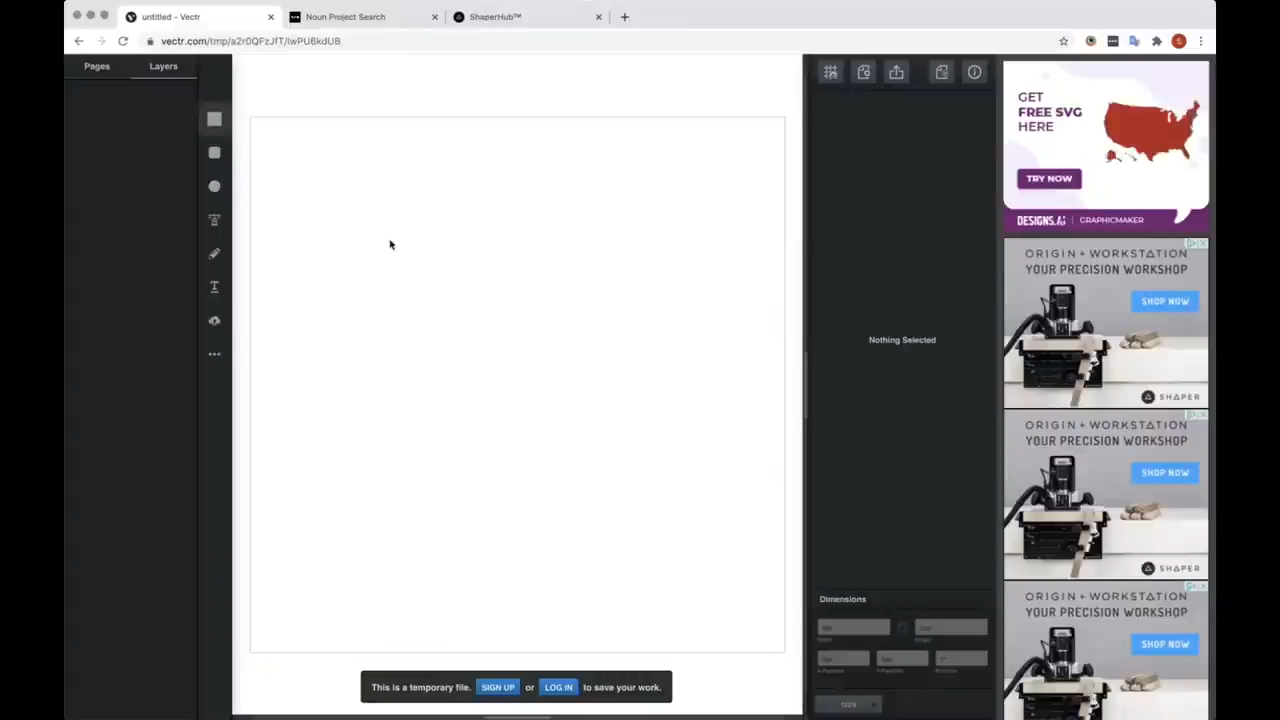 untitled - Vectr
Noun Project Search
ShaperHub™
vectr.com/tmp/a2r0QFzJfT/lwPU6kdUB
S
Pages
Layers
Nothing Selected
Dimensions
This is a temporary file. SIGN UP or LOG IN to save your work.
GET
FREE SVG
HERE
TRY NOW
DESIGNS.AI | GRAPHICMAKER
ORIGIN + WORKSTATION
YOUR PRECISION WORKSHOP
SHOP NOW
SHAPER
ORIGIN + WORKSTATION
YOUR PRECISION WORKSHOP
SHOP NOW
SHAPER
ORIGIN + WORKSTATION
YOUR PRECISION WORKSHOP
SHOP NOW